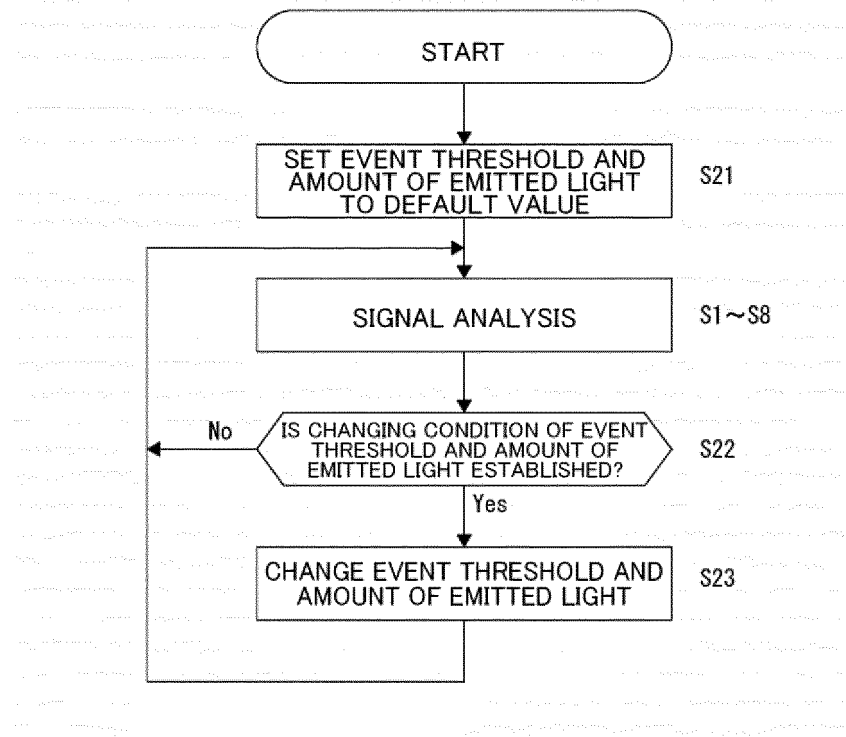 START
SET EVENT THRESHOLD AND
AMOUNT OF EMITTED LIGHT
TO DEFAULT VALUE
S21
SIGNAL ANALYSIS
S1~S8
No
IS CHANGING CONDITION OF EVENT
THRESHOLD AND AMOUNT OF
EMITTED LIGHT ESTABLISHED?
S22
Yes
CHANGE EVENT THRESHOLD AND
AMOUNT OF EMITTED LIGHT
S23